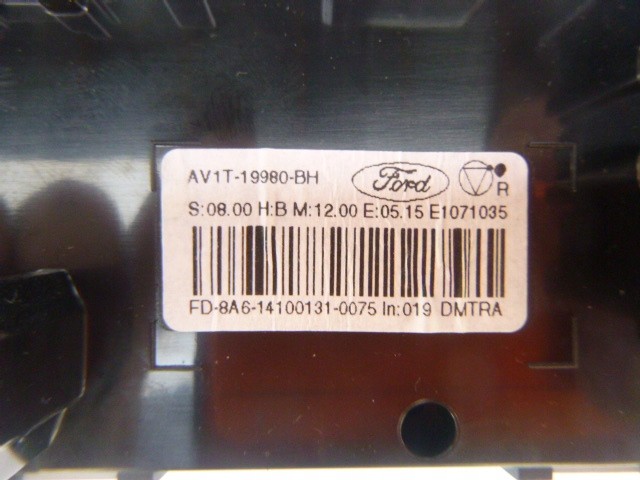 AV1T-19980-BH Ford R
S:08.00 H:B M:12.00 E:05.15 E1071035
FD-8A6-14100131-0075 In:019 DMTRA